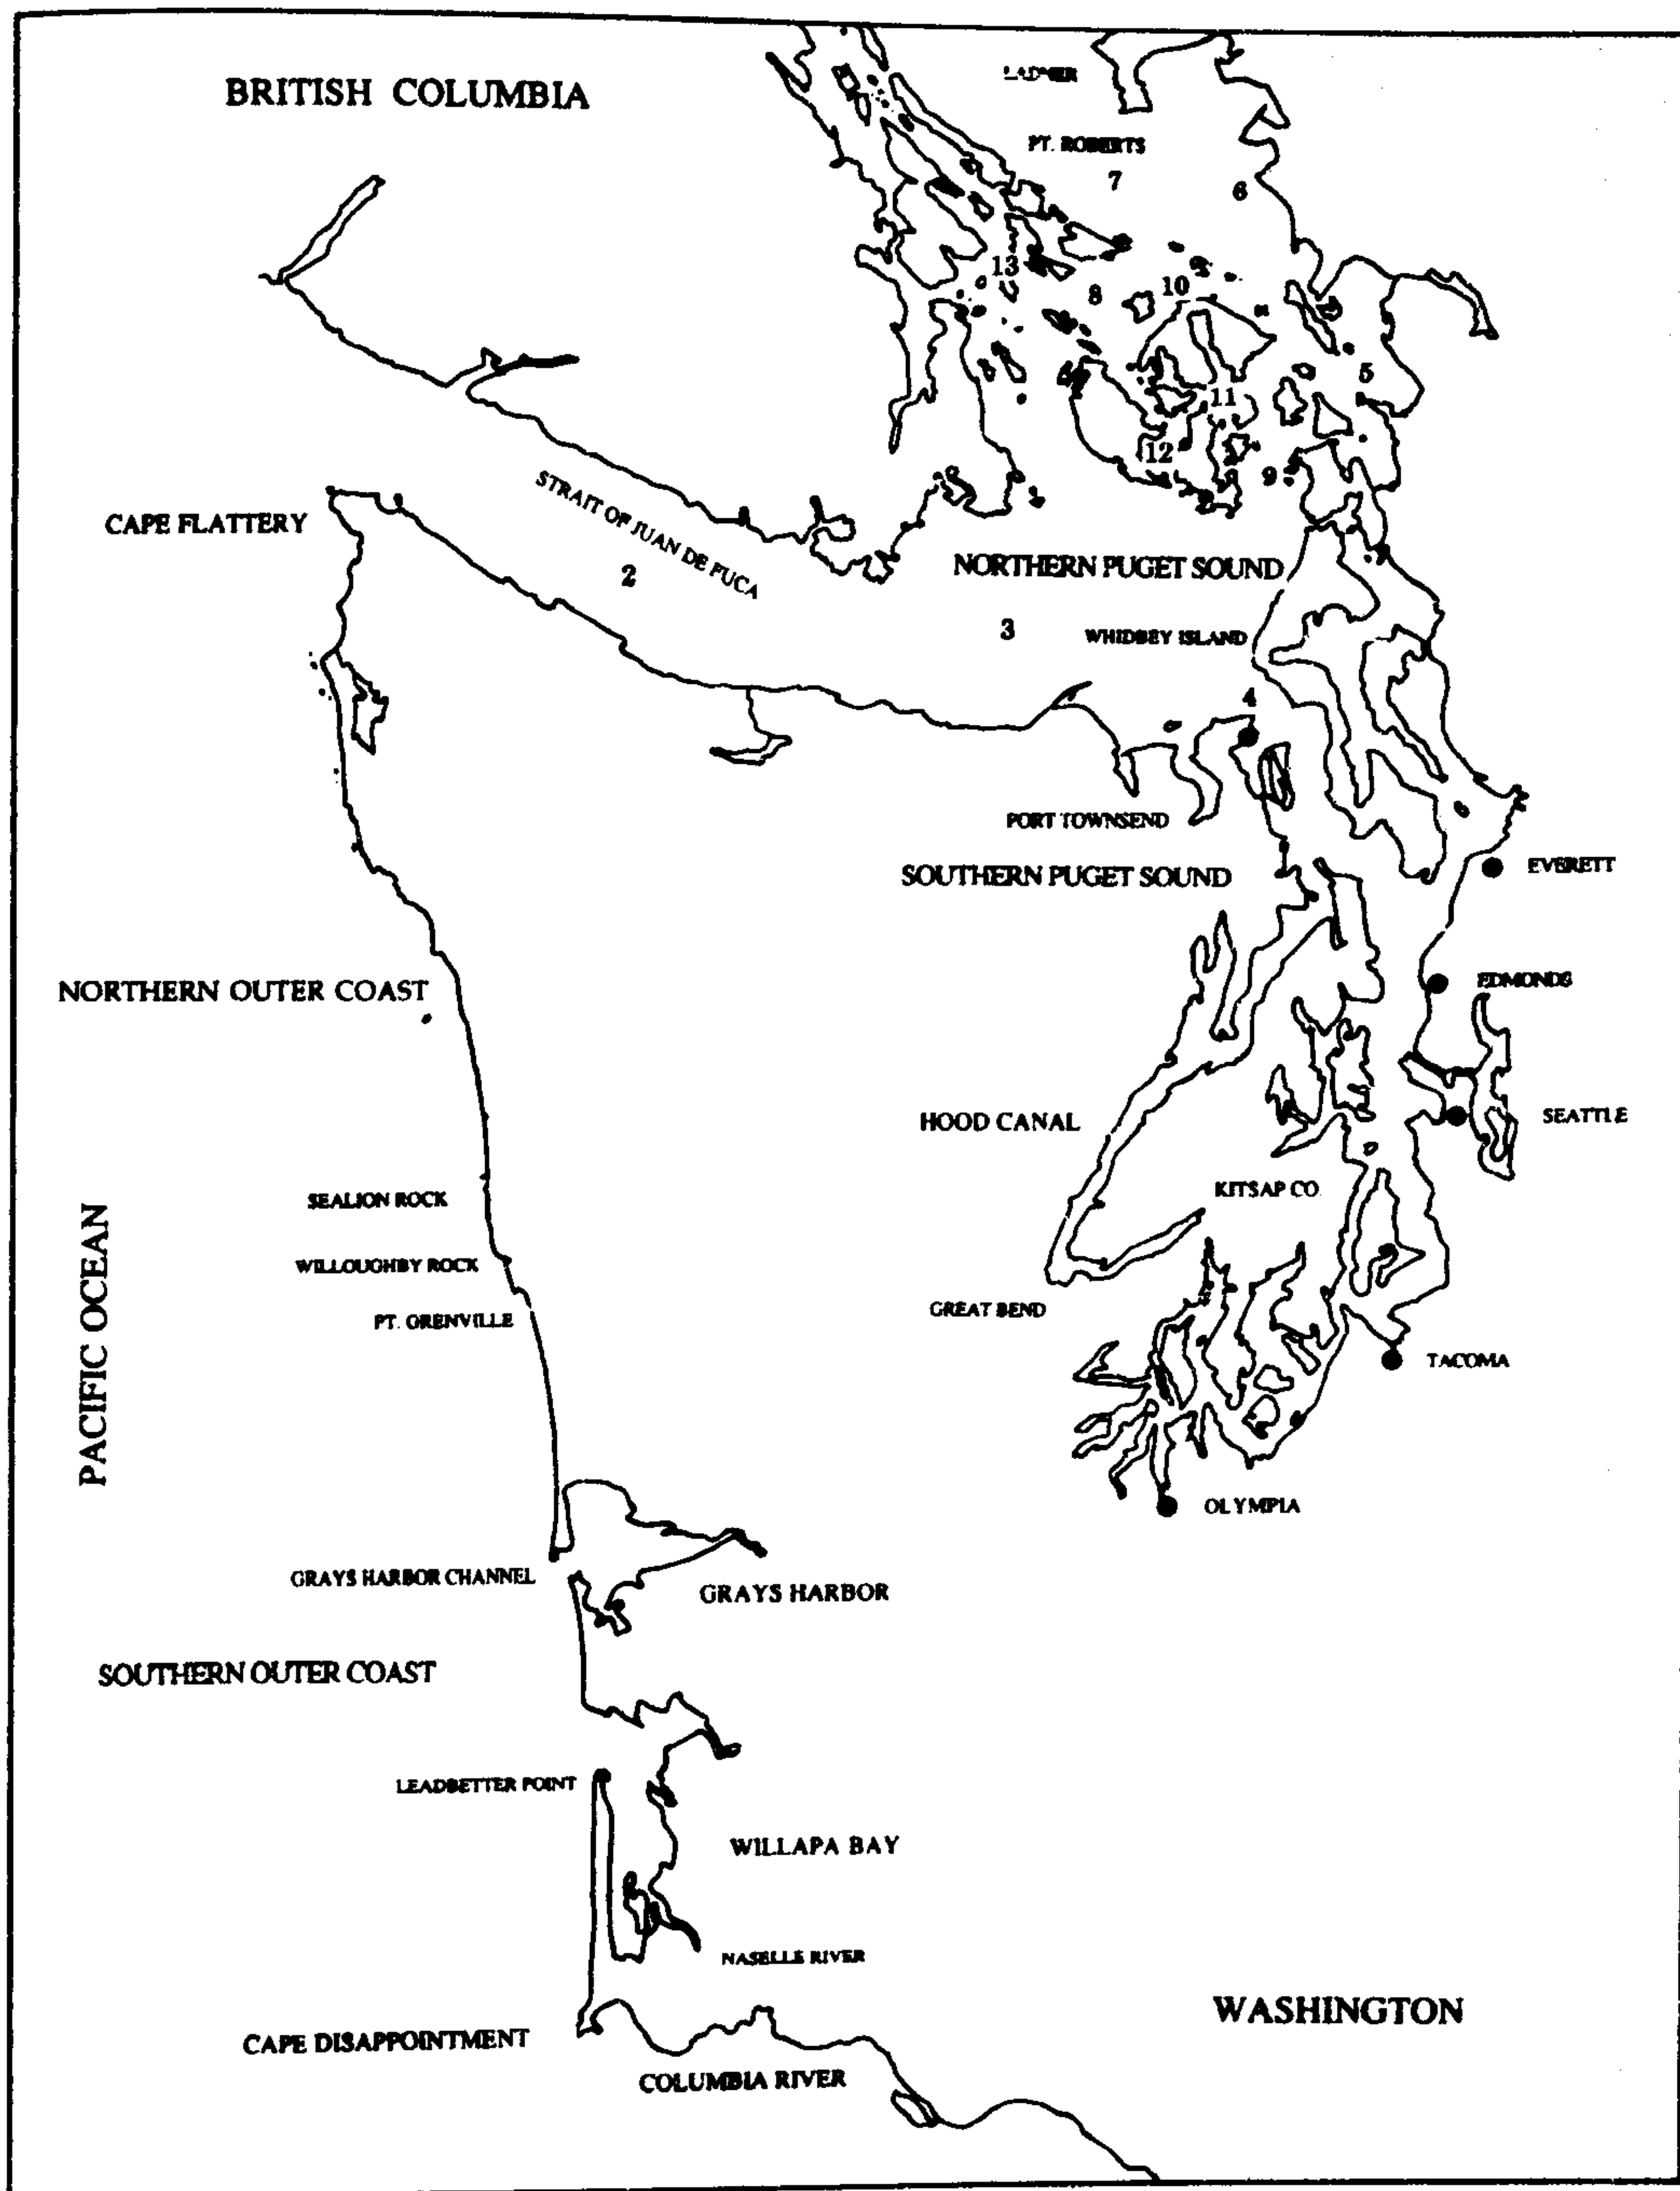 BRITISH COLUMBIA
LADNER
PT. ROBERTS
7
6
13
8
10
5
11
12
9
CAPE FLATTERY
STRAIT OF JUAN DE FUCA
2
NORTHERN PUGET SOUND
3
WHIDBEY ISLAND
4
PORT TOWNSEND
SOUTHERN PUGET SOUND
EVERETT
EDMONDS
NORTHERN OUTER COAST
HOOD CANAL
SEATTLE
KITSAP CO.
SEALION ROCK
WILLOUGHBY ROCK
PT. GRENVILLE
PACIFIC OCEAN
GREAT BEND
TACOMA
OLYMPIA
GRAYS HARBOR CHANNEL
GRAYS HARBOR
SOUTHERN OUTER COAST
LEADBETTER POINT
WILLAPA BAY
NASELLE RIVER
WASHINGTON
CAPE DISAPPOINTMENT
COLUMBIA RIVER